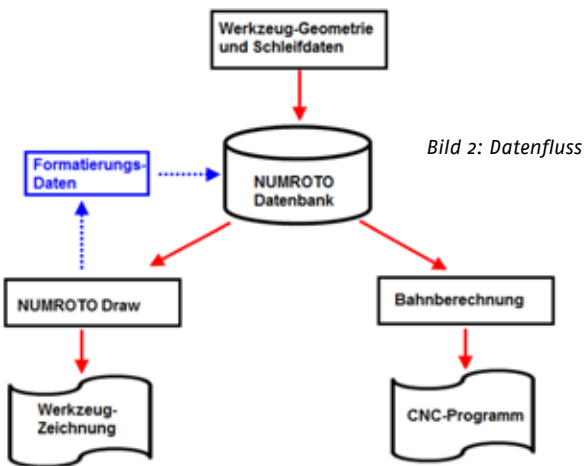 Werkzeug-Geometrie
und Schleifdaten
Bild 2: Datenfluss
Formatierungs-
Daten
NUMROTO
Datenbank
NUMROTO Draw
Bahnberechnung
Werkzeug-
Zeichnung
CNC-Programm